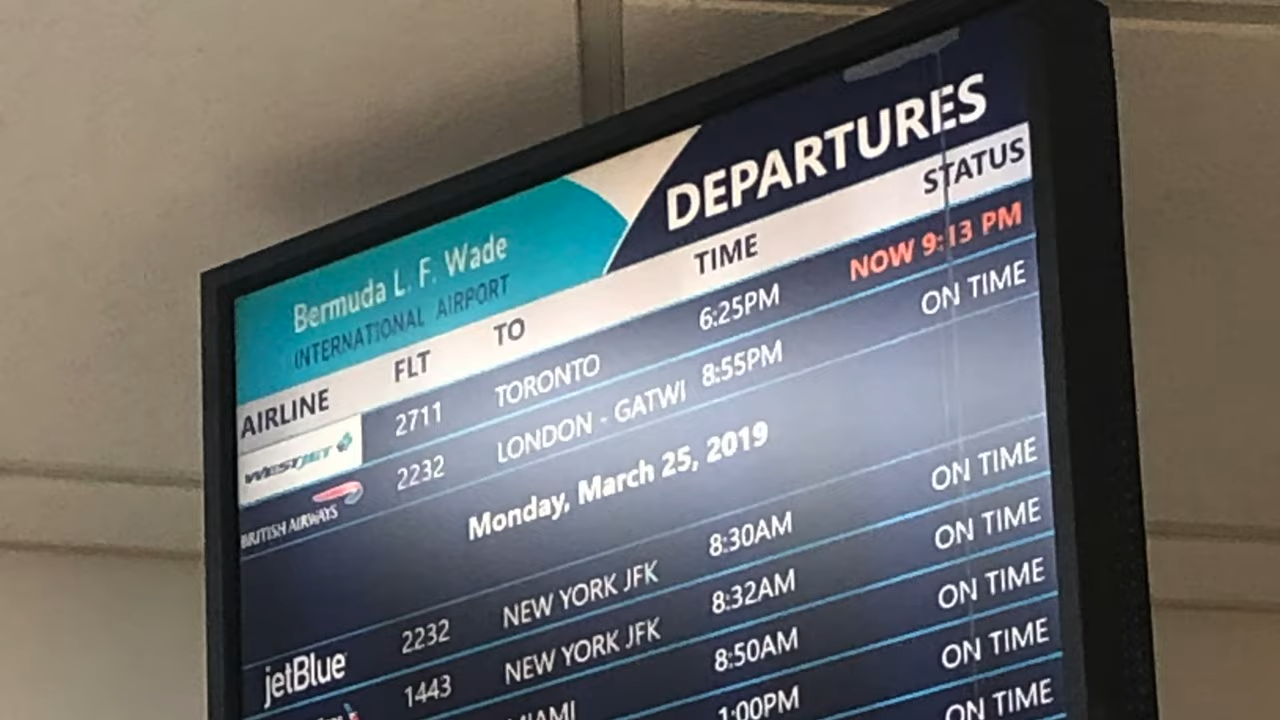 DEPARTURES
Bermuda L. F. Wade
INTERNATIONAL AIRPORT
AIRLINE FLT TO TIME STATUS
WESTJET 2711 TORONTO 6:25PM NOW 9:13 PM
BRITISH AIRWAYS 2232 LONDON - GATWI 8:55PM ON TIME
Monday, March 25, 2019
jetBlue 2232 NEW YORK JFK 8:30AM ON TIME
1443 NEW YORK JFK 8:32AM ON TIME
MIAMI 8:50AM ON TIME
1:00PM ON TIME
ON TIME